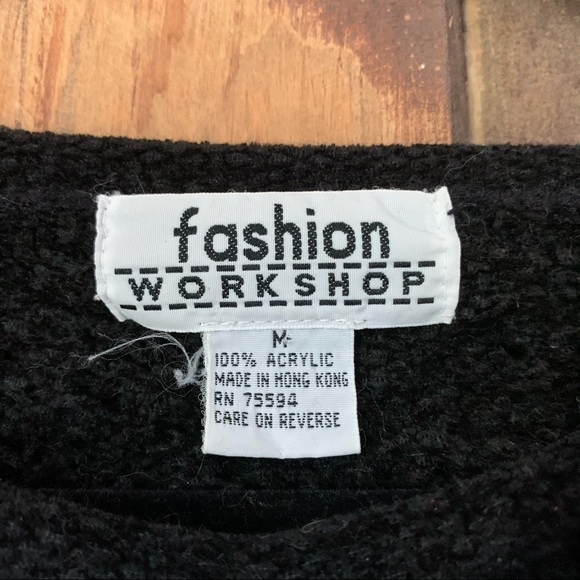 fashion
WORKSHOP
M
100% ACRYLIC
MADE IN HONG KONG
RN 75594
CARE ON REVERSE